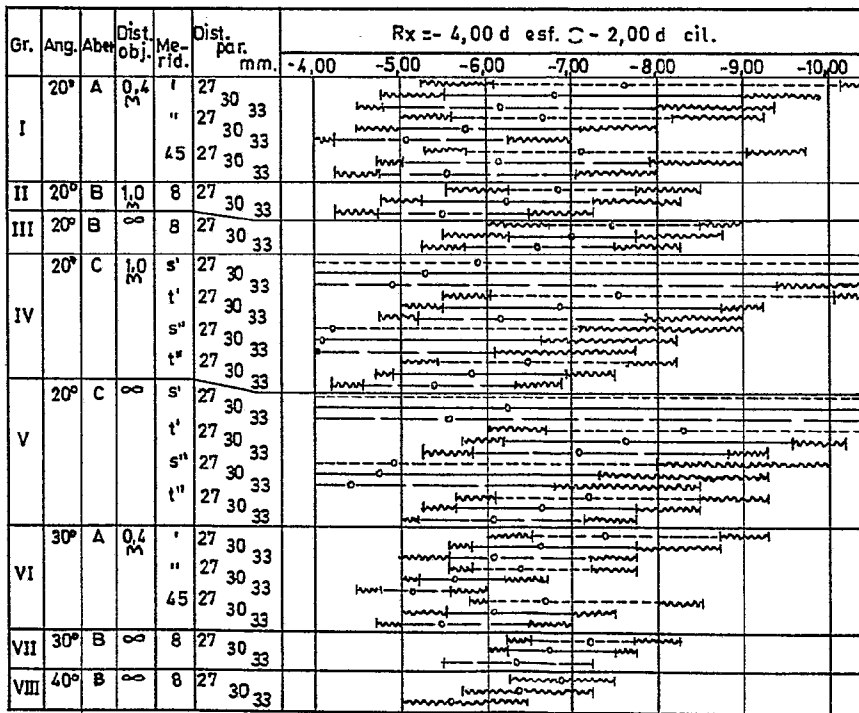 Gr. Ang. Aber Dist. obj. Me- rid. Dist. par. mm. Rx = - 4,00 d esf. ⊃ - 2,00 d cil.
-4,00 -5,00 -6,00 -7,00 -8,00 -9,00 -10,00
I 20° A 0,4 m ' 27 30 33
" 27 30 33
45 27 30 33
II 20° B 1,0 m 8 27 30 33
III 20° B ∞ 8 27 30 33
IV 20° C 1,0 m s' 27 30 33
t' 27 30 33
s" 27 30 33
t" 27 30 33
V 20° C ∞ s' 27 30 33
t' 27 30 33
s" 27 30 33
t" 27 30 33
VI 30° A 0,4 m ' 27 30 33
" 27 30 33
45 27 30 33
VII 30° B ∞ 8 27 30 33
VIII 40° B ∞ 8 27 30 33